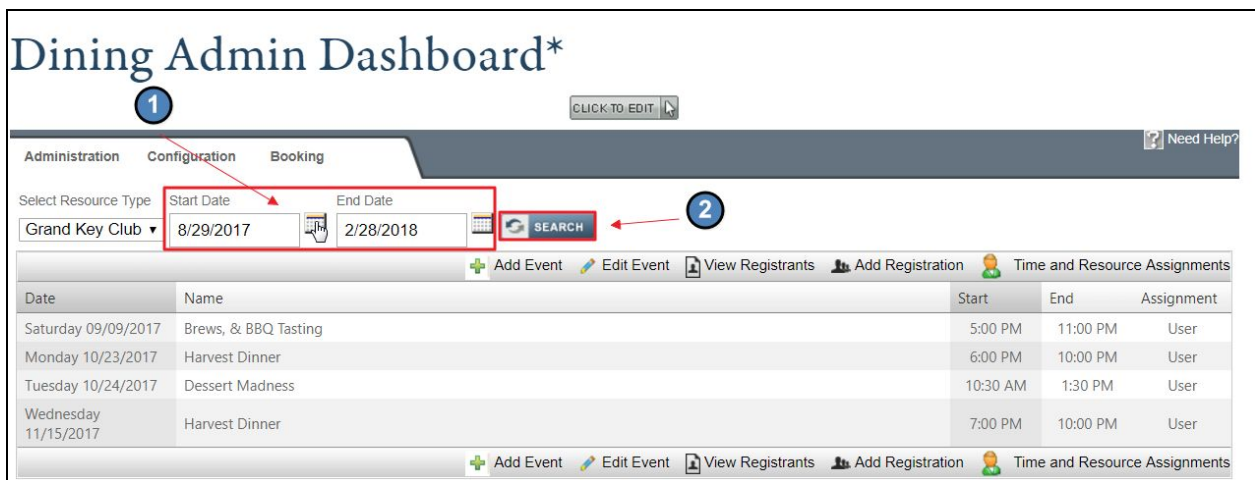 Dining Admin Dashboard*
1
CLICK TO EDIT
Need Help?
Administration Configuration Booking
Select Resource Type Start Date End Date
Grand Key Club 8/29/2017 2/28/2018 SEARCH
2
Add Event Edit Event View Registrants Add Registration Time and Resource Assignments
Date Name Start End Assignment
Saturday 09/09/2017 Brews, & BBQ Tasting 5:00 PM 11:00 PM User
Monday 10/23/2017 Harvest Dinner 6:00 PM 10:00 PM User
Tuesday 10/24/2017 Dessert Madness 10:30 AM 1:30 PM User
Wednesday
11/15/2017 Harvest Dinner 7:00 PM 10:00 PM User
Add Event Edit Event View Registrants Add Registration Time and Resource Assignments